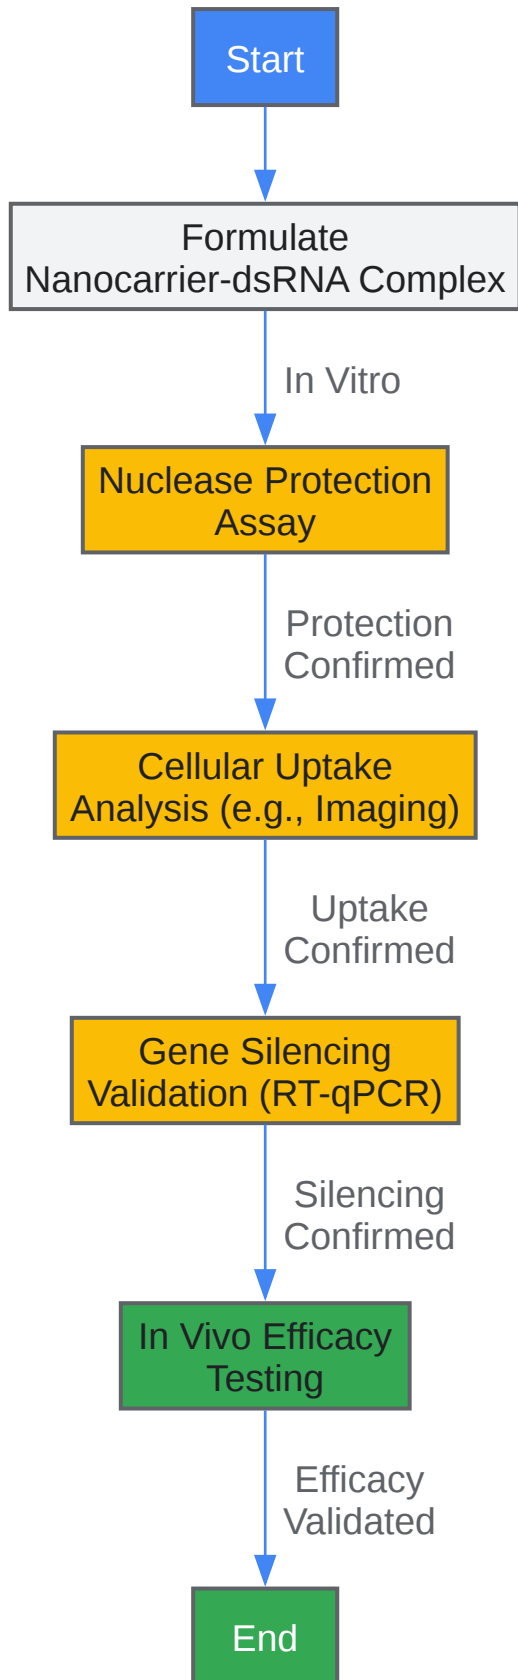 Start
Formulate
Nanocarrier-dsRNA Complex
In Vitro
Nuclease Protection
Assay
Protection
Confirmed
Cellular Uptake
Analysis (e.g., Imaging)
Uptake
Confirmed
Gene Silencing
Validation (RT-qPCR)
Silencing
Confirmed
In Vivo Efficacy
Testing
Efficacy
Validated
End